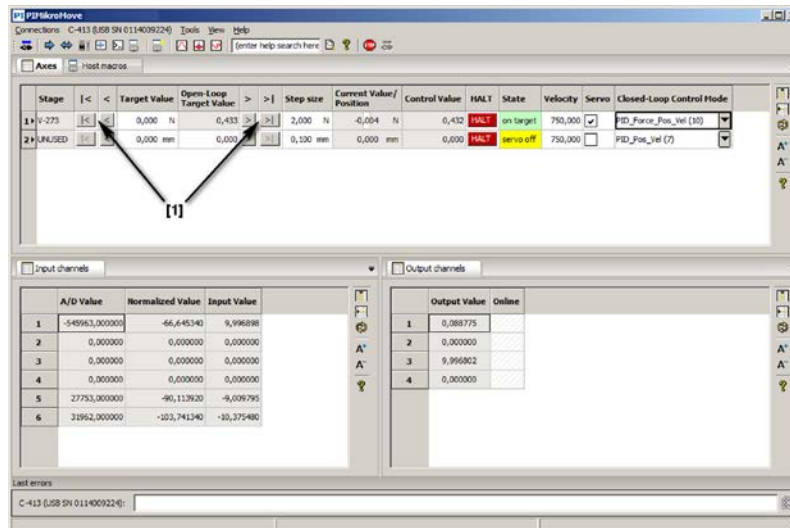 PIMikroMove
Connections C-413 (USB SN 0114009224) Tools View Help
(enter help search here)
Axes Host macros
Stage |< < Target Value Open-Loop Target Value > >| Step size Current Value/ Position Control Value HALT State Velocity Servo Closed-Loop Control Mode
1 V-273 |< < 0,000 N 0,433 > >| 2,000 N -0,004 N 0,432 HALT on target 750,000 PID_Force_Pos_Vel (10)
2 UNUSED |< < 0,000 mm 0,000 > >| 0,100 mm 0,000 mm 0,000 HALT servo off 750,000 PID_Pos_Vel (7)
[1]
Input channels
A/D Value Normalized Value Input Value
1 -545963,000000 -66,645340 9,996898
2 0,000000 0,000000 0,000000
3 0,000000 0,000000 0,000000
4 0,000000 0,000000 0,000000
5 27753,000000 -90,113920 -9,009795
6 31962,000000 -103,741340 -10,375480
Output channels
Output Value Online
1 0,088775
2 0,000000
3 9,996802
4 0,000000
Last errors
C-413 (USB SN 0114009224):